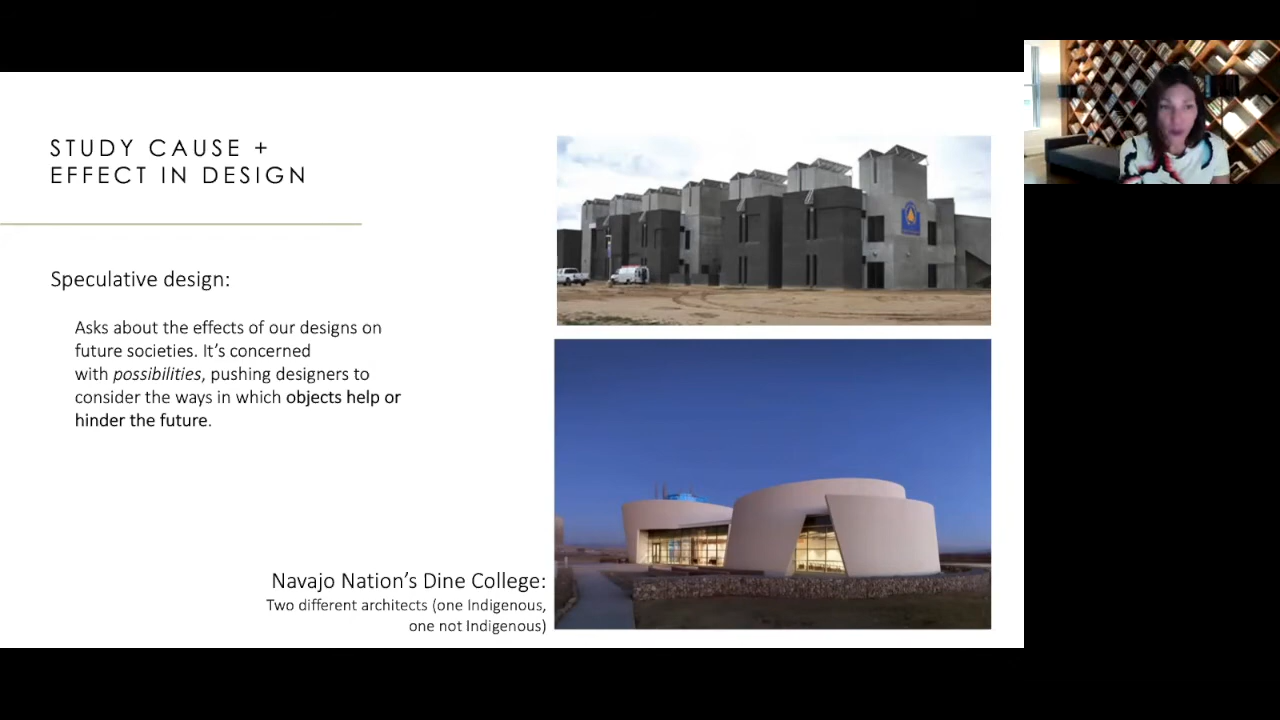 STUDY CAUSE +
EFFECT IN DESIGN
Speculative design:
Asks about the effects of our designs on
future societies. It's concerned
with possibilities, pushing designers to
consider the ways in which objects help or
hinder the future.
Navajo Nation's Dine College:
Two different architects (one Indigenous,
one not Indigenous)